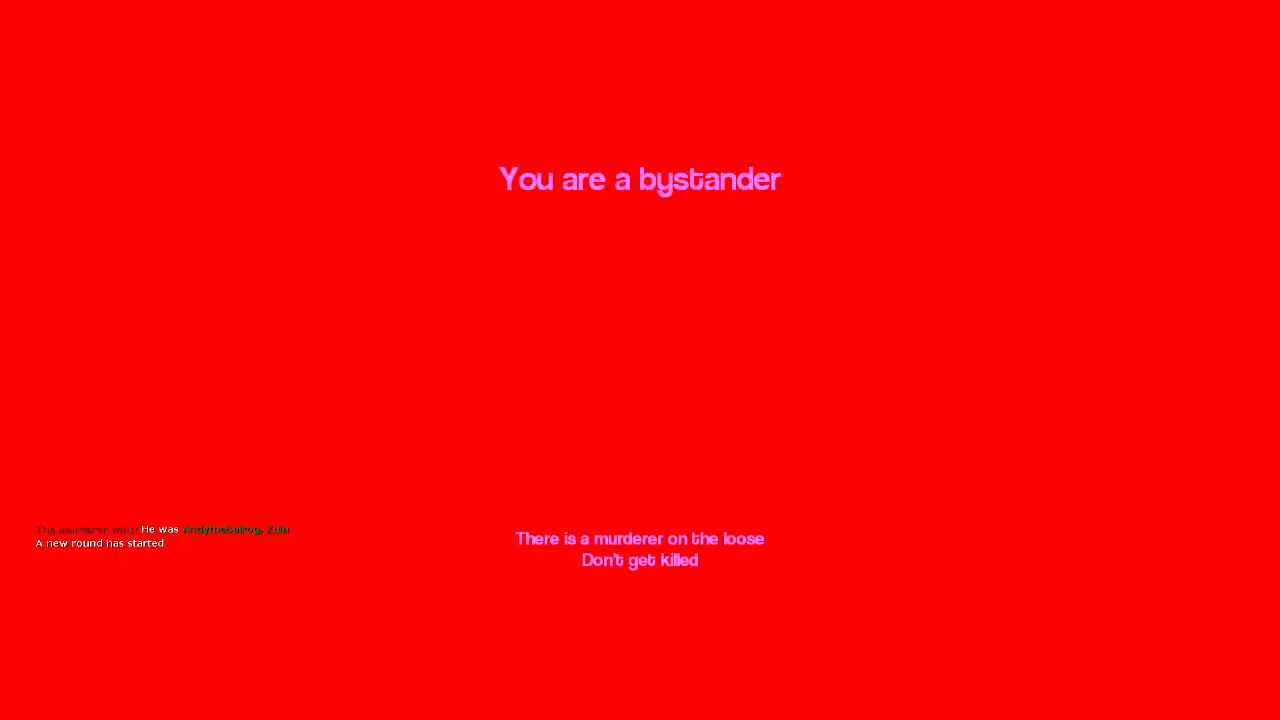 You are a bystander
The murderer wins! He was AndytheBalrog, Zulu
A new round has started
There is a murderer on the loose
Don't get killed